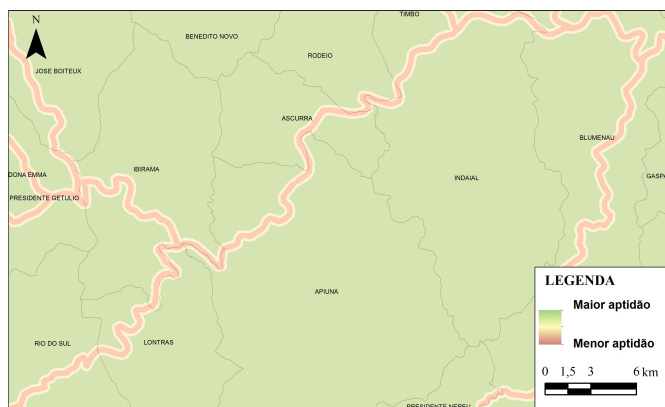 TIMBO
N
BENEDITO NOVO
RODEIO
JOSE BOITEUX
ASCURRA
BLUMENAU
IBIRAMA
DONA EMMA
INDAIAL
GASPA
PRESIDENTE GETULIO
LEGENDA
APIUNA
Maior aptidão
RIO DO SUL
LONTRAS
Menor aptidão
0 1,5 3 6 km
PRESIDENTE NEREU